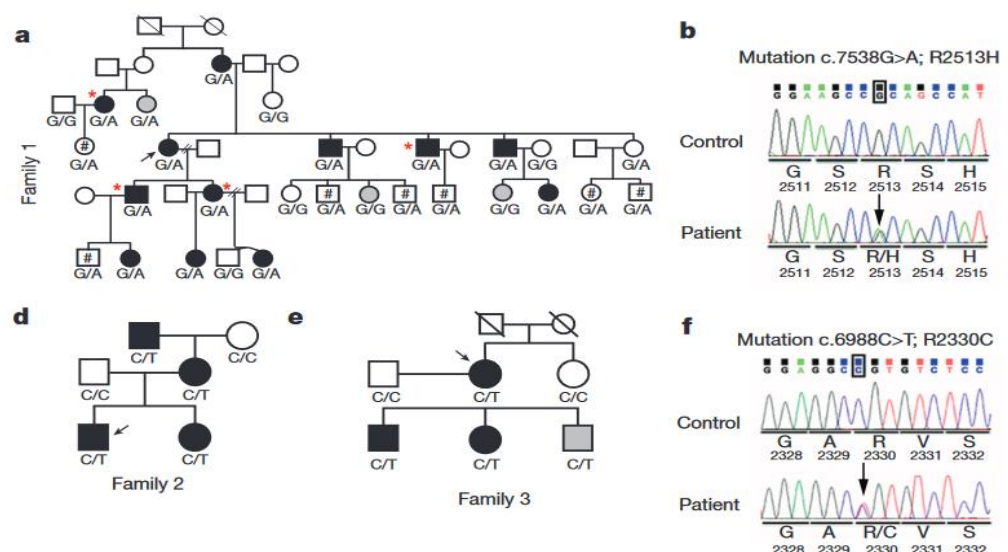 a
Family 1
G/A
*
G/G G/A G/A G/G
#
G/A
*
G/A G/A G/A G/A G/G G/A
* *
# # # # #
G/A G/A G/G G/A G/G G/A G/A G/G G/A G/A G/A
#
G/A G/A G/A G/G G/A
b
Mutation c.7538G>A; R2513H
G G A A G C C G C A G C C A T
Control
G S R S H
2511 2512 2513 2514 2515
Patient
G S R/H S H
2511 2512 2513 2514 2515
d
C/T C/C
C/C C/T
C/T C/T
Family 2
e
C/C C/T C/C
C/T C/T C/T
Family 3
f
Mutation c.6988C>T; R2330C
G G A G G C C G T G T C T C C
Control
G A R V S
2328 2329 2330 2331 2332
Patient
G A R/C V S
2328 2329 2330 2331 2332